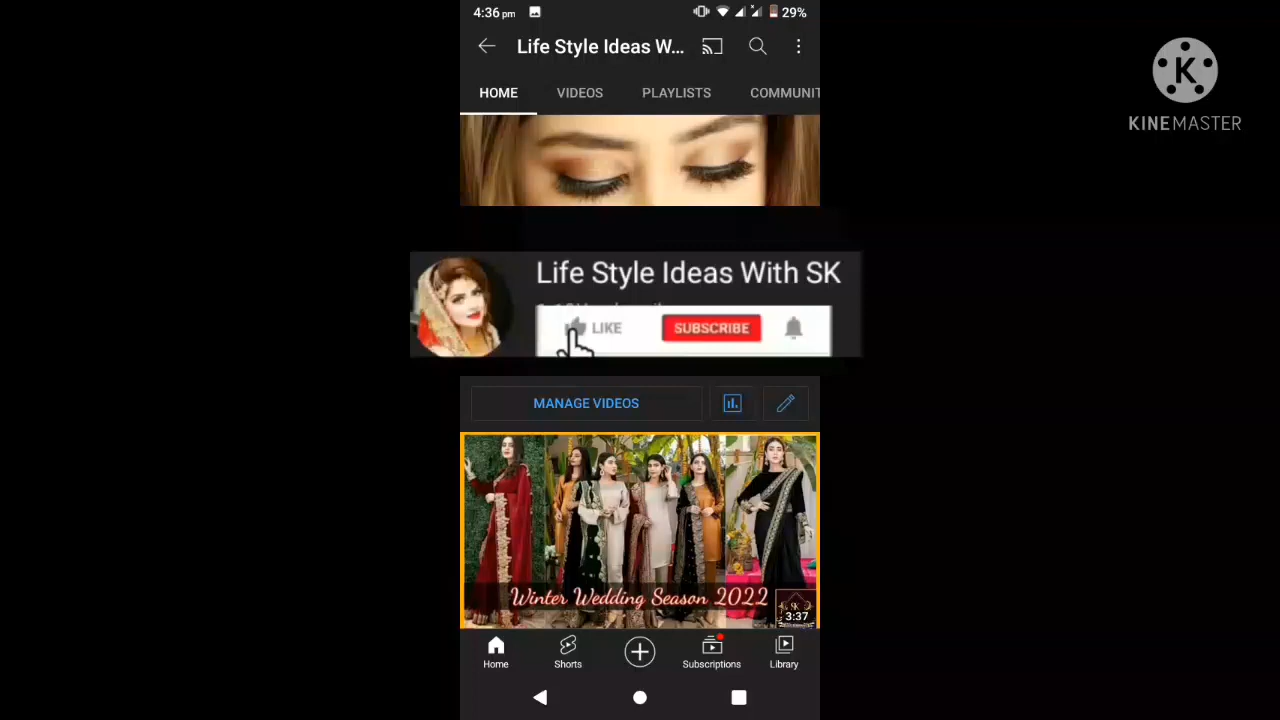 4:36 pm
29%
Life Style Ideas W...
HOME VIDEOS PLAYLISTS COMMUNIT
KINEMASTER
Life Style Ideas With SK
LIKE SUBSCRIBE
MANAGE VIDEOS
Winter Wedding Season 2022
SK
3:37
Home Shorts Subscriptions Library